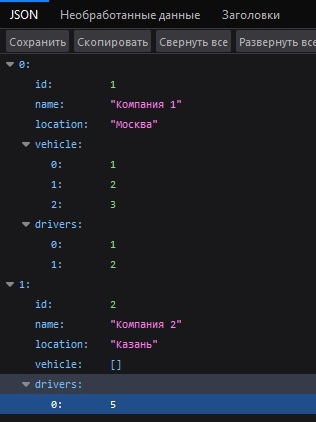 JSON Необработанные данные Заголовки
Сохранить Скопировать Свернуть все Развернуть все
0:
id: 1
name: "Компания 1"
location: "Москва"
vehicle:
0: 1
1: 2
2: 3
drivers:
0: 1
1: 2
1:
id: 2
name: "Компания 2"
location: "Казань"
vehicle: []
drivers:
0: 5